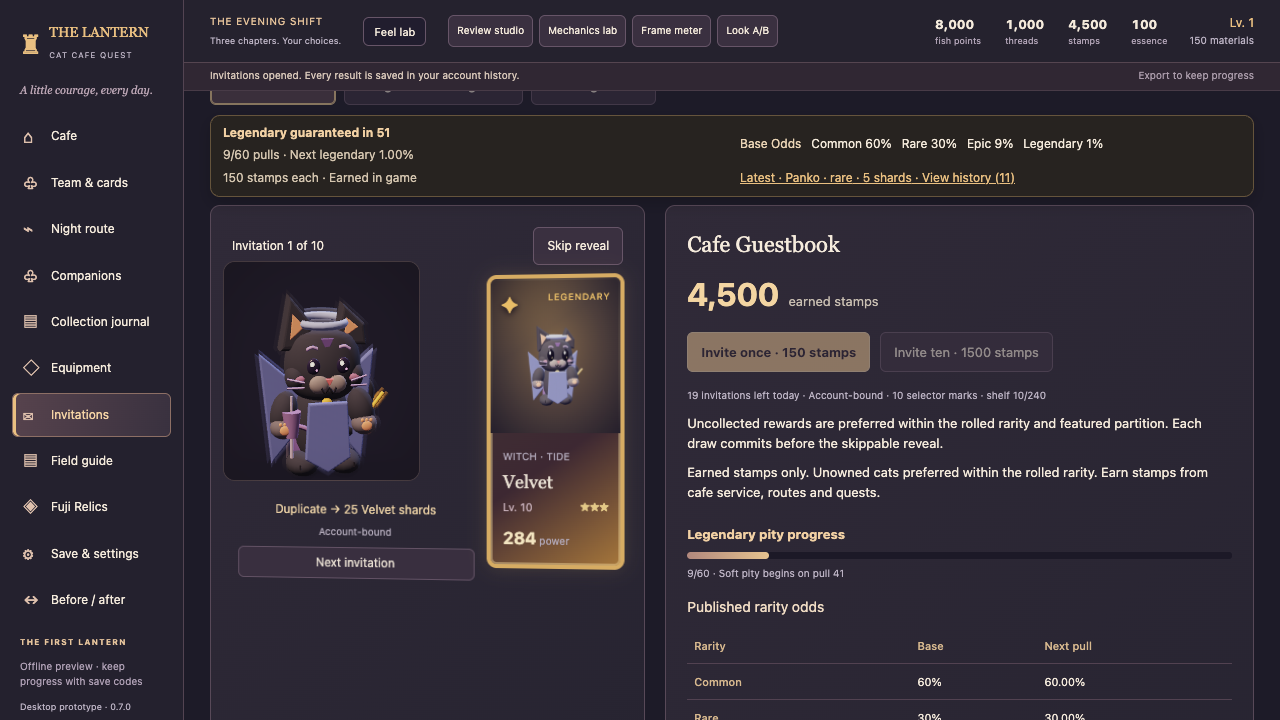 THE LANTERN
CAT CAFE QUEST
A little courage, every day.
Cafe
Team & cards
Night route
Companions
Collection journal
Equipment
Invitations
Field guide
Fuji Relics
Save & settings
Before / after
THE FIRST LANTERN
Offline preview · keep
progress with save codes
Desktop prototype · 0.7.0
THE EVENING SHIFT
Three chapters. Your choices.
Feel lab
Review studio
Mechanics lab
Frame meter
Look A/B
8,000
fish points
1,000
threads
4,500
stamps
100
essence
Lv. 1
150 materials
Invitations opened. Every result is saved in your account history.
Export to keep progress
Legendary guaranteed in 51
9/60 pulls · Next legendary 1.00%
150 stamps each · Earned in game
Base Odds Common 60% Rare 30% Epic 9% Legendary 1%
Latest · Panko · rare · 5 shards · View history (11)
Invitation 1 of 10
Skip reveal
LEGENDARY
WITCH · TIDE
Velvet
Lv. 10 ★★★
284 power
Duplicate → 25 Velvet shards
Account-bound
Next invitation
Cafe Guestbook
4,500 earned stamps
Invite once · 150 stamps
Invite ten · 1500 stamps
19 invitations left today · Account-bound · 10 selector marks · shelf 10/240
Uncollected rewards are preferred within the rolled rarity and featured partition. Each
draw commits before the skippable reveal.
Earned stamps only. Unowned cats preferred within the rolled rarity. Earn stamps from
cafe service, routes and quests.
Legendary pity progress
9/60 · Soft pity begins on pull 41
Published rarity odds
Rarity Base Next pull
Common 60% 60.00%
Rare 30% 30.00%